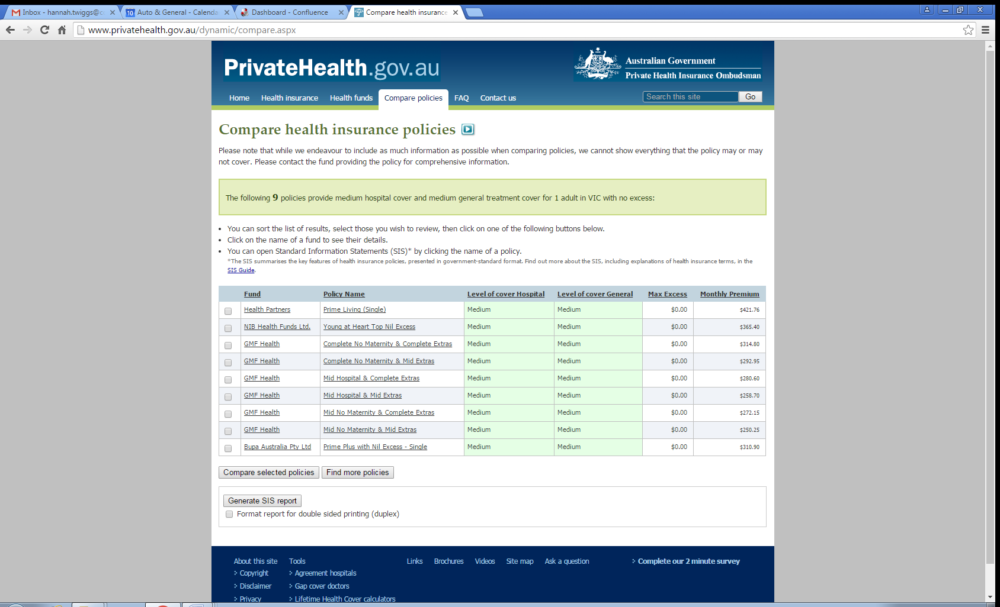 Inbox - hannah.twiggs@c
10 Auto & General - Calenda
Dashboard - Confluence
Compare health insurance
www.privatehealth.gov.au/dynamic/compare.aspx
PrivateHealth.gov.au
Australian Government
Private Health Insurance Ombudsman
Home Health insurance Health funds Compare policies FAQ Contact us
Search this site Go
Compare health insurance policies
Please note that while we endeavour to include as much information as possible when comparing policies, we cannot show everything that the policy may or may
not cover. Please contact the fund providing the policy for comprehensive information.
The following 9 policies provide medium hospital cover and medium general treatment cover for 1 adult in VIC with no excess:
• You can sort the list of results, select those you wish to review, then click on one of the following buttons below.
• Click on the name of a fund to see their details.
• You can open Standard Information Statements (SIS)* by clicking the name of a policy.
*The SIS summarises the key features of health insurance policies, presented in government-standard format. Find out more about the SIS, including explanations of health insurance terms, in the
SIS Guide.
Fund Policy Name Level of cover Hospital Level of cover General Max Excess Monthly Premium
Health Partners Prime Living (Single) Medium Medium $0.00 $421.76
NIB Health Funds Ltd. Young at Heart Top Nil Excess Medium Medium $0.00 $365.40
GMF Health Complete No Maternity & Complete Extras Medium Medium $0.00 $314.80
GMF Health Complete No Maternity & Mid Extras Medium Medium $0.00 $292.95
GMF Health Mid Hospital & Complete Extras Medium Medium $0.00 $280.60
GMF Health Mid Hospital & Mid Extras Medium Medium $0.00 $258.70
GMF Health Mid No Maternity & Complete Extras Medium Medium $0.00 $272.15
GMF Health Mid No Maternity & Mid Extras Medium Medium $0.00 $250.25
Bupa Australia Pty Ltd Prime Plus with Nil Excess - Single Medium Medium $0.00 $310.90
Compare selected policies Find more policies
Generate SIS report
Format report for double sided printing (duplex)
About this site Tools Links Brochures Videos Site map Ask a question Complete our 2 minute survey
Copyright Agreement hospitals
Disclaimer Gap cover doctors
Privacy Lifetime Health Cover calculators